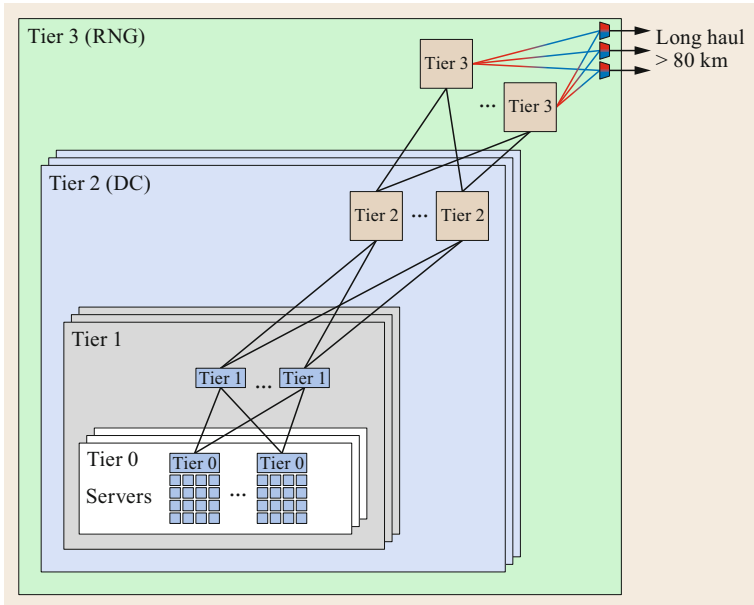 Tier 3 (RNG)
Long haul
> 80 km
Tier 3
... Tier 3
Tier 2 (DC)
Tier 2 ... Tier 2
Tier 1
Tier 1 ... Tier 1
Tier 0
Tier 0 Tier 0
Servers ...